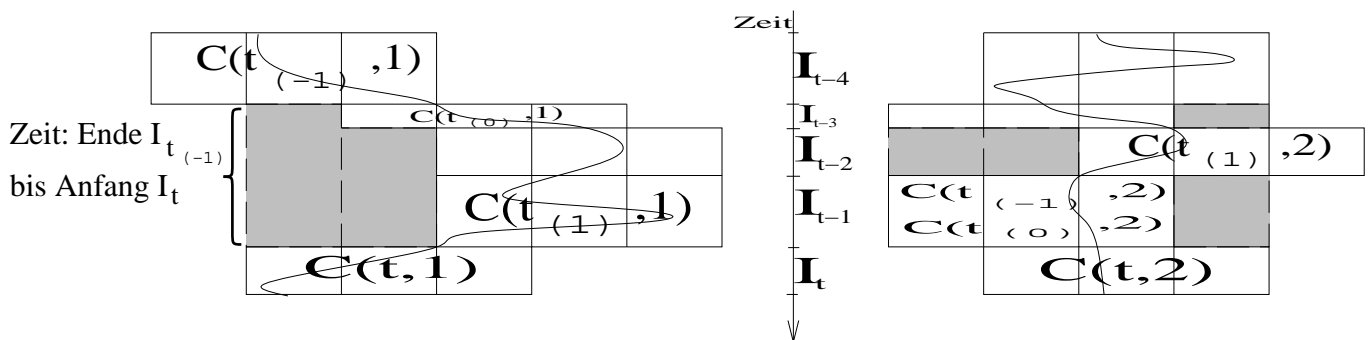 Zeit
C(t (-1) ,1)
I t-4
C(t (0) ,1)
I t-3
Zeit: Ende I t (-1)
bis Anfang I t
I t-2
C(t (1) ,2)
C(t (1) ,1)
I t-1
C(t (-1) ,2)
C(t (0) ,2)
C(t,1)
I t
C(t,2)